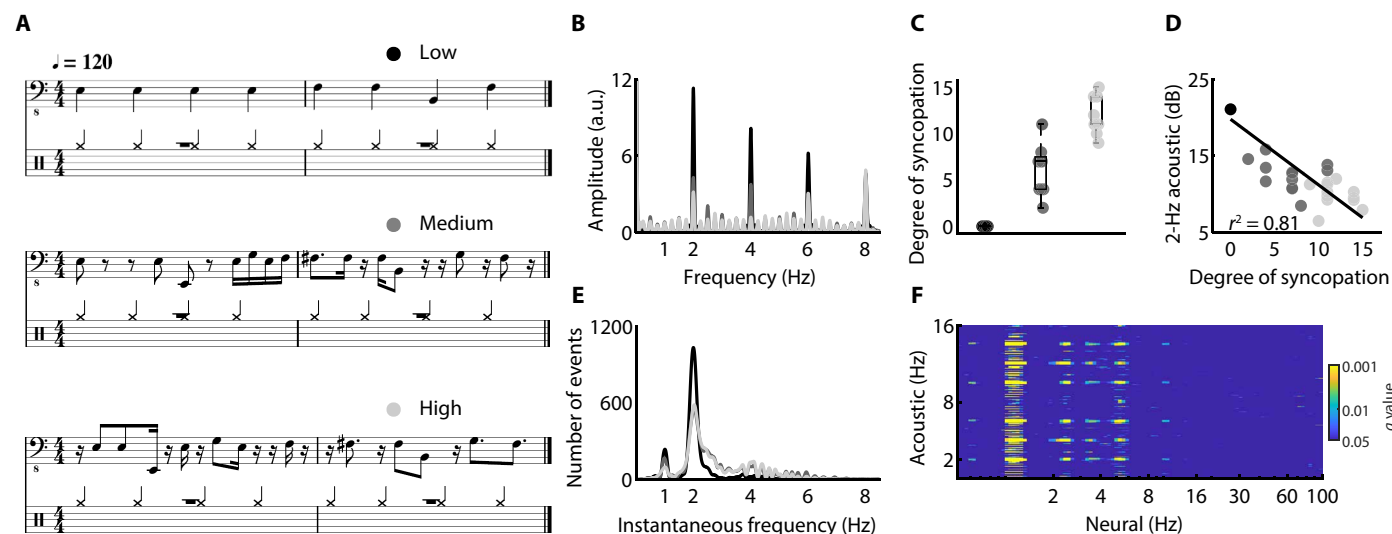 A
♩ = 120
Low
8
Medium
8
High
8
B
12
6
0
Amplitude (a.u.)
1 2 4 6 8
Frequency (Hz)
C
15
10
5
0
Degree of syncopation
D
25
15
5
2-Hz acoustic (dB)
r² = 0.81
0 5 10 15
Degree of syncopation
E
1200
600
0
Number of events
1 2 4 6 8
Instantaneous frequency (Hz)
F
16
8
2
Acoustic (Hz)
2 4 8 16 30 60 100
Neural (Hz)
0.001
0.01
0.05
q value